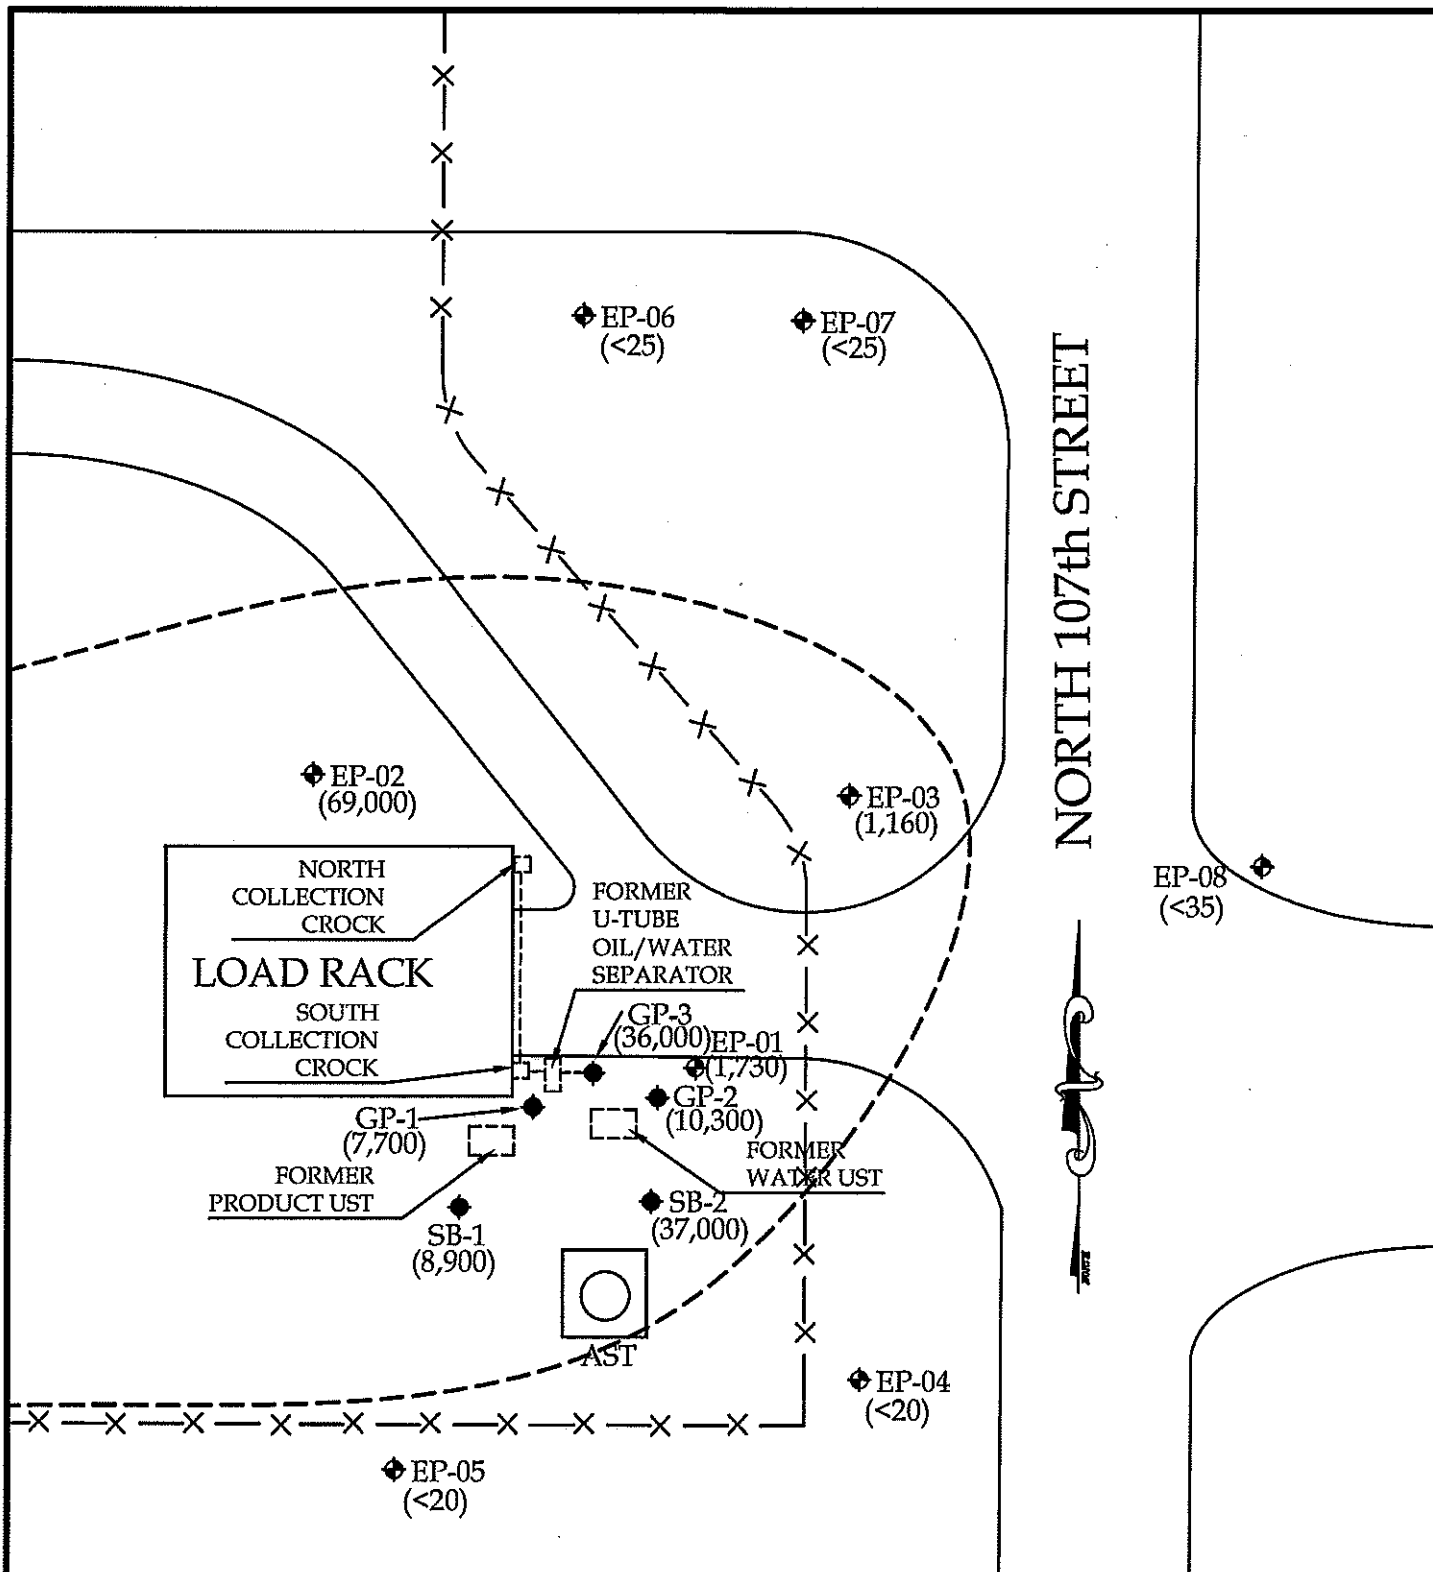 EP-06
(<25)
EP-07
(<25)
NORTH 107th STREET
EP-02
(69,000)
EP-03
(1,160)
EP-08
(<35)
NORTH
COLLECTION
CROCK
FORMER
U-TUBE
OIL/WATER
SEPARATOR
LOAD RACK
SOUTH
COLLECTION
CROCK
GP-3
(36,000)
EP-01
(1,730)
GP-2
(10,300)
GP-1
(7,700)
FORMER
WATER UST
FORMER
PRODUCT UST
SB-2
(37,000)
SB-1
(8,900)
AST
EP-04
(<20)
EP-05
(<20)